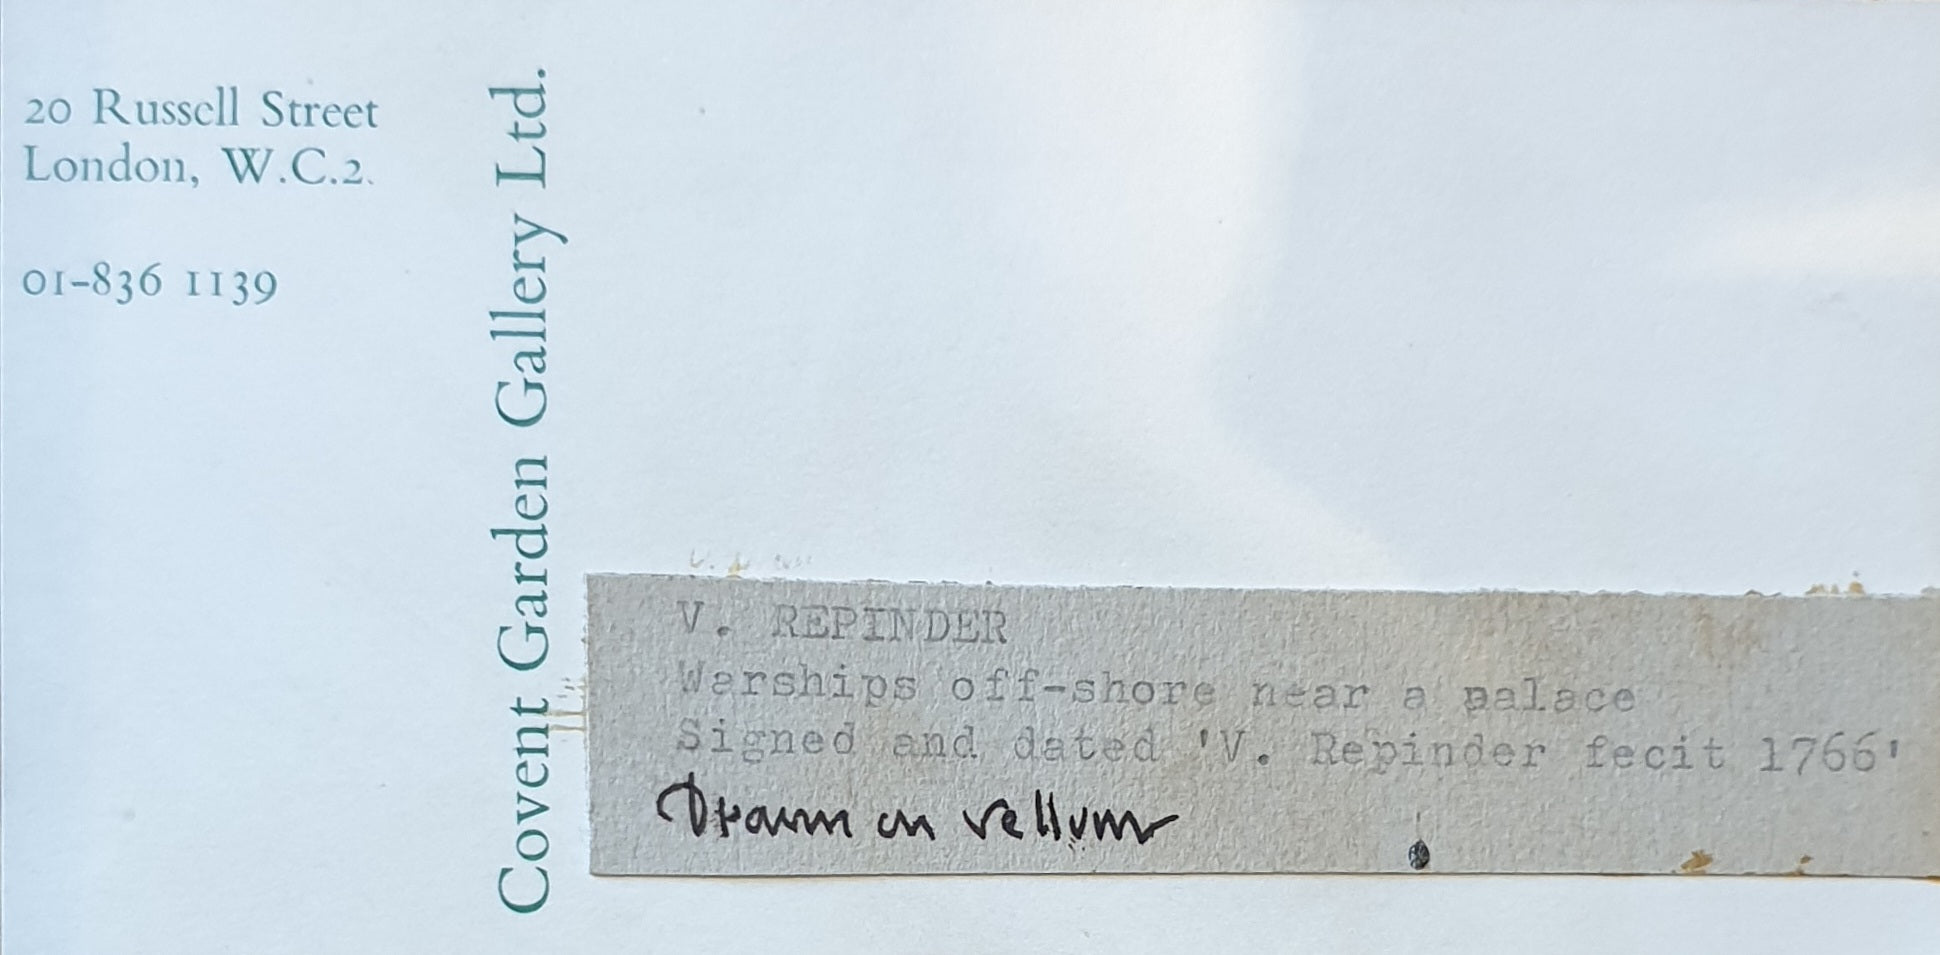 20 Russell Street
London, W.C.2.
01-836 1139
Covent Garden Gallery Ltd.
V. REPINDER
Warships off-shore near a palace
Signed and dated 'V. Repinder fecit 1766'
Drawn on vellum